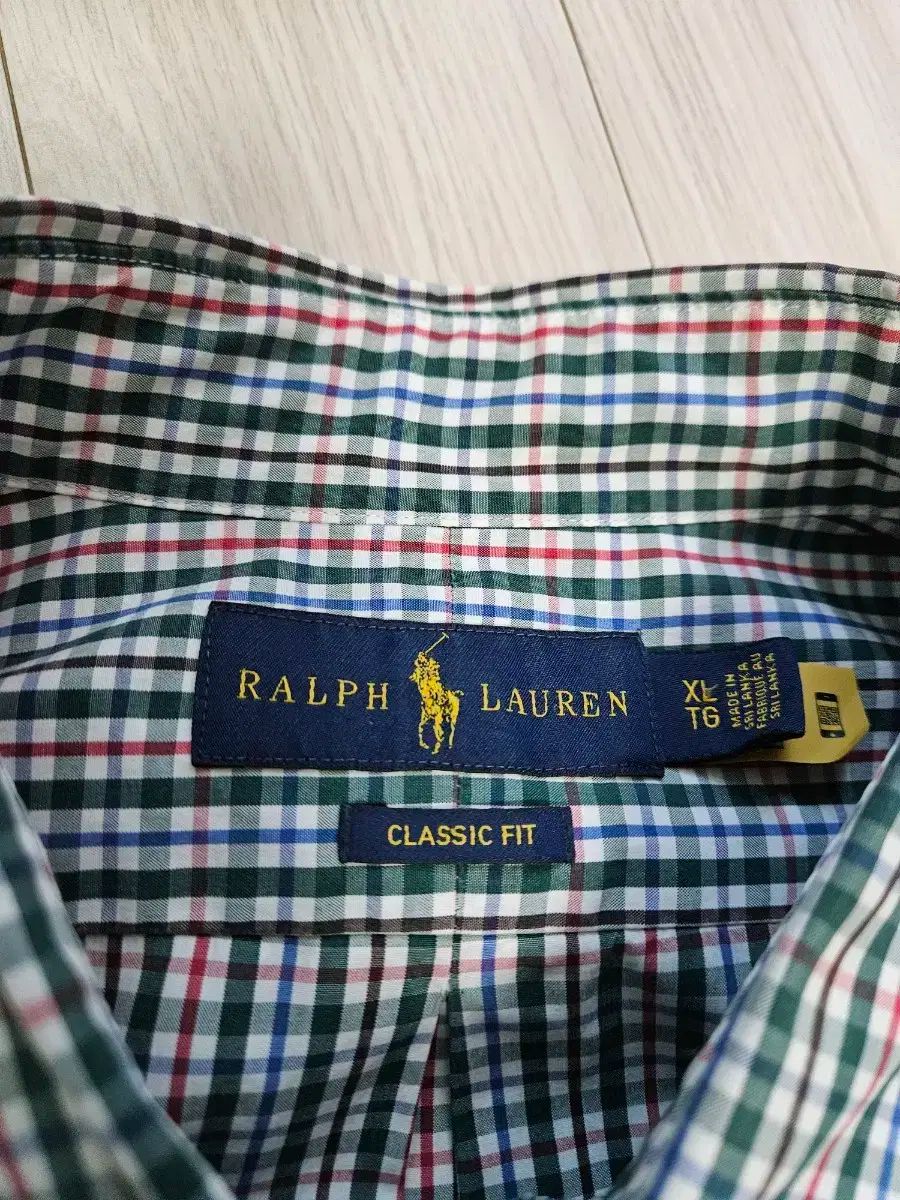 RALPH LAUREN
XL
TG
MADE IN
SRI LANKA
FABRIQUE AU
SRI LANKA
CLASSIC FIT